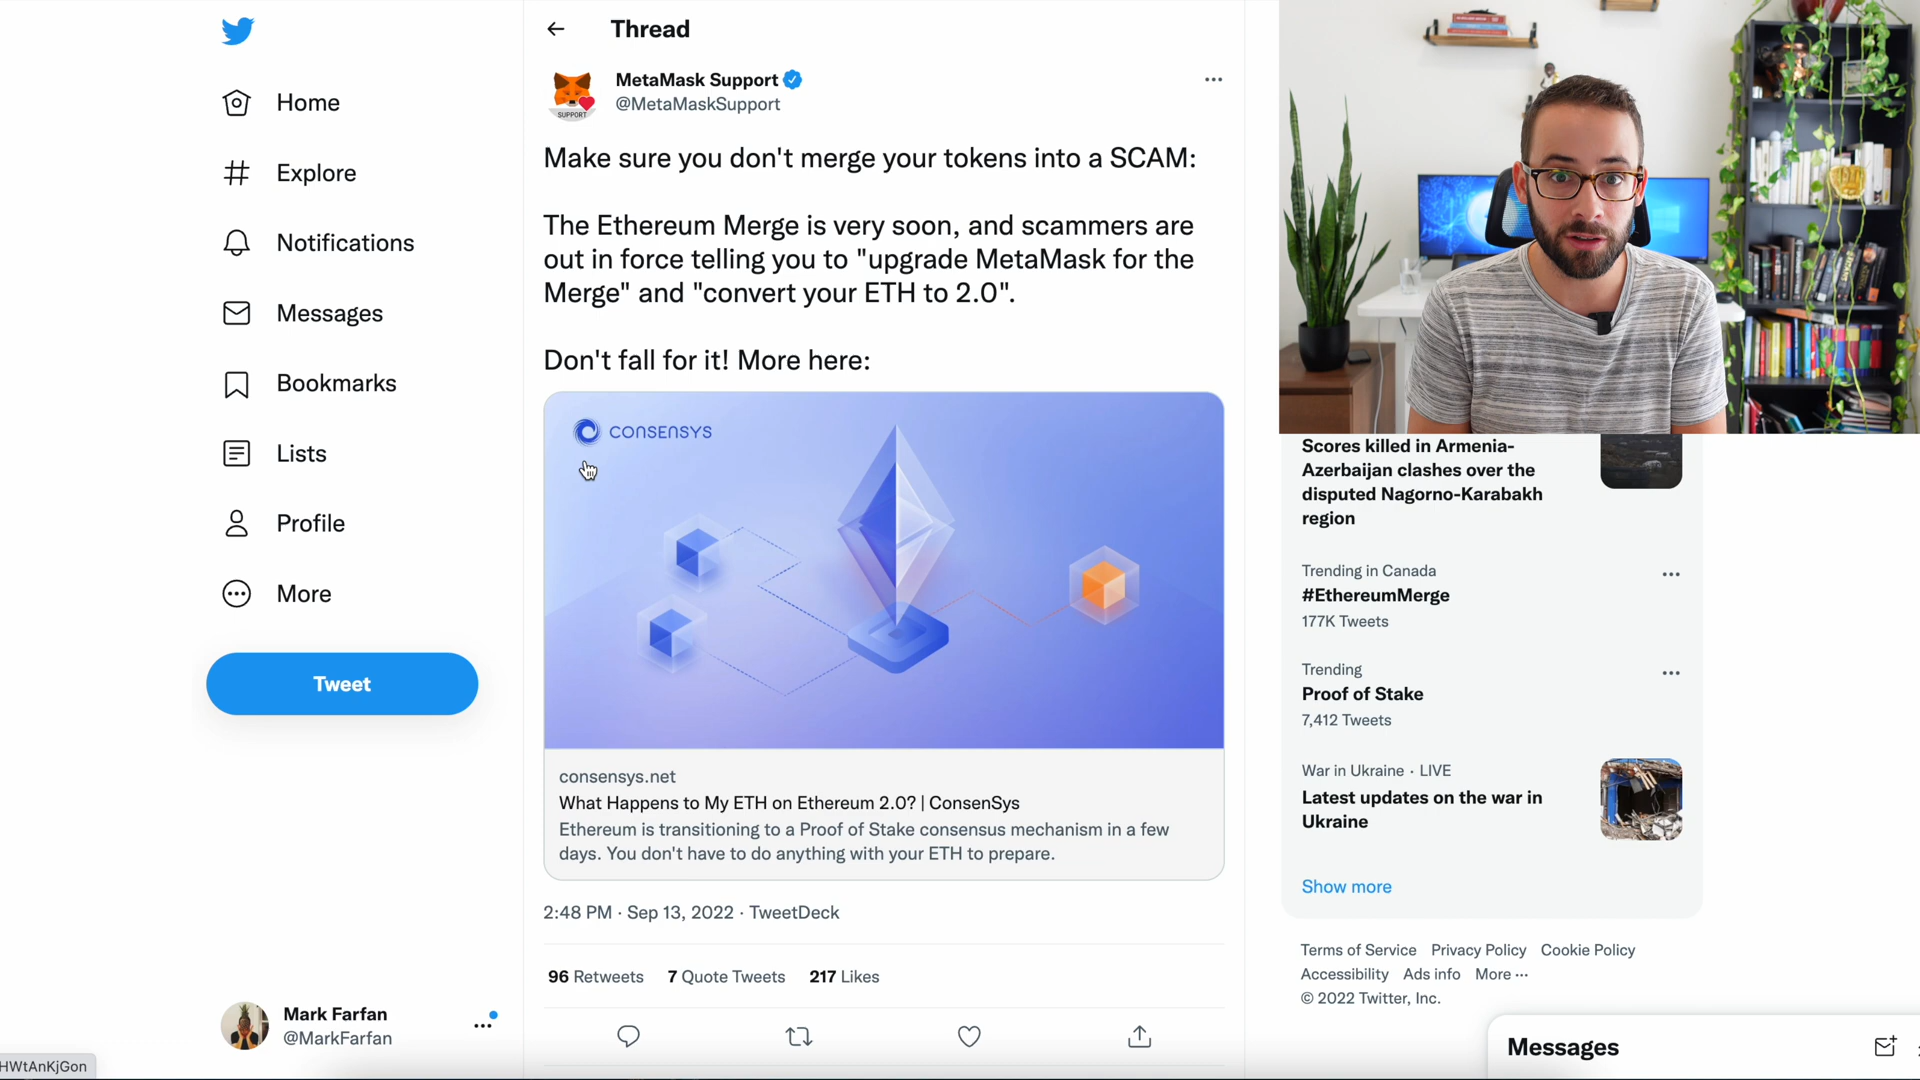 Home
Explore
Notifications
Messages
Bookmarks
Lists
Profile
More
Tweet
Mark Farfan
@MarkFarfan
HWtAnKjGon
Thread
MetaMask Support
@MetaMaskSupport
SUPPORT
Make sure you don't merge your tokens into a SCAM:
The Ethereum Merge is very soon, and scammers are
out in force telling you to "upgrade MetaMask for the
Merge" and "convert your ETH to 2.0".
Don't fall for it! More here:
CONSENSYS
consensys.net
What Happens to My ETH on Ethereum 2.0? | ConsenSys
Ethereum is transitioning to a Proof of Stake consensus mechanism in a few
days. You don't have to do anything with your ETH to prepare.
2:48 PM · Sep 13, 2022 · TweetDeck
96 Retweets 7 Quote Tweets 217 Likes
Scores killed in Armenia-
Azerbaijan clashes over the
disputed Nagorno-Karabakh
region
Trending in Canada
#EthereumMerge
177K Tweets
Trending
Proof of Stake
7,412 Tweets
War in Ukraine · LIVE
Latest updates on the war in
Ukraine
Show more
Terms of Service Privacy Policy Cookie Policy
Accessibility Ads info More ···
© 2022 Twitter, Inc.
Messages